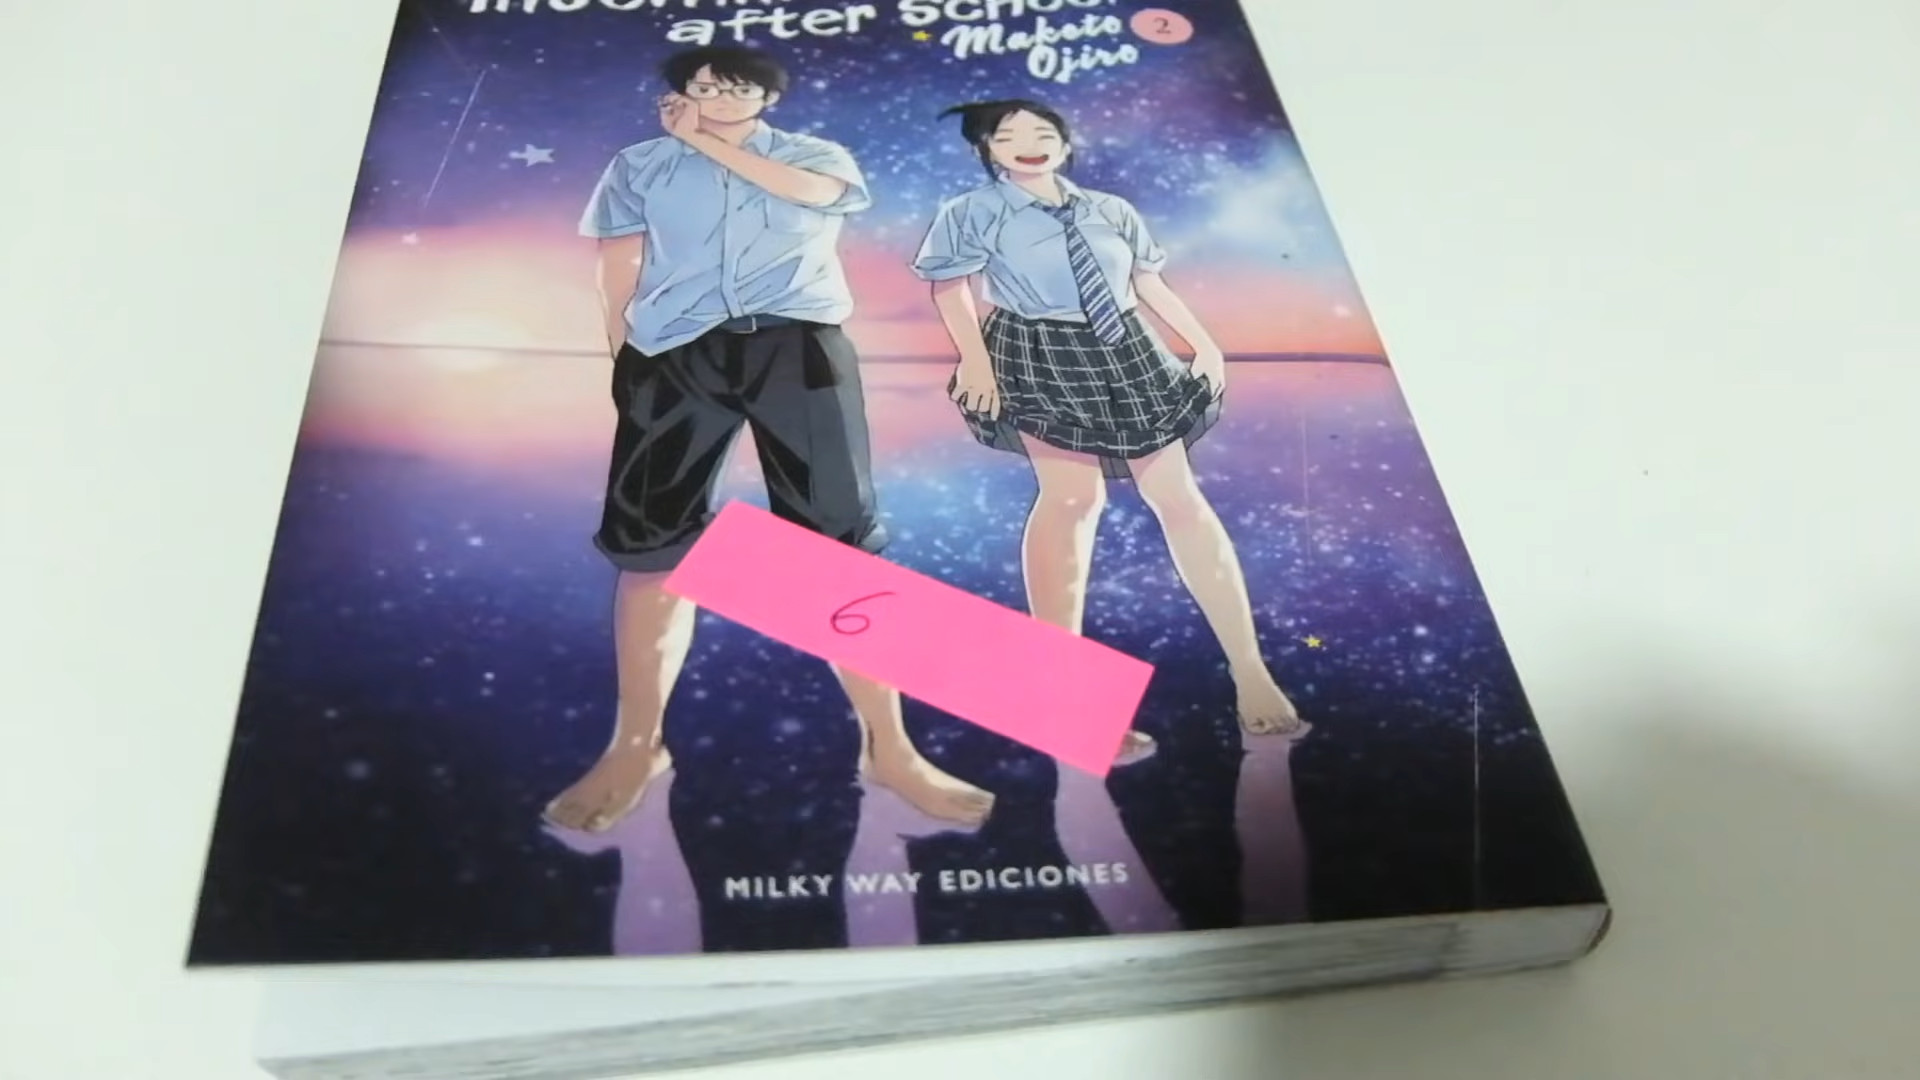 after school
Makoto
Ojiro
2
6
MILKY WAY EDICIONES